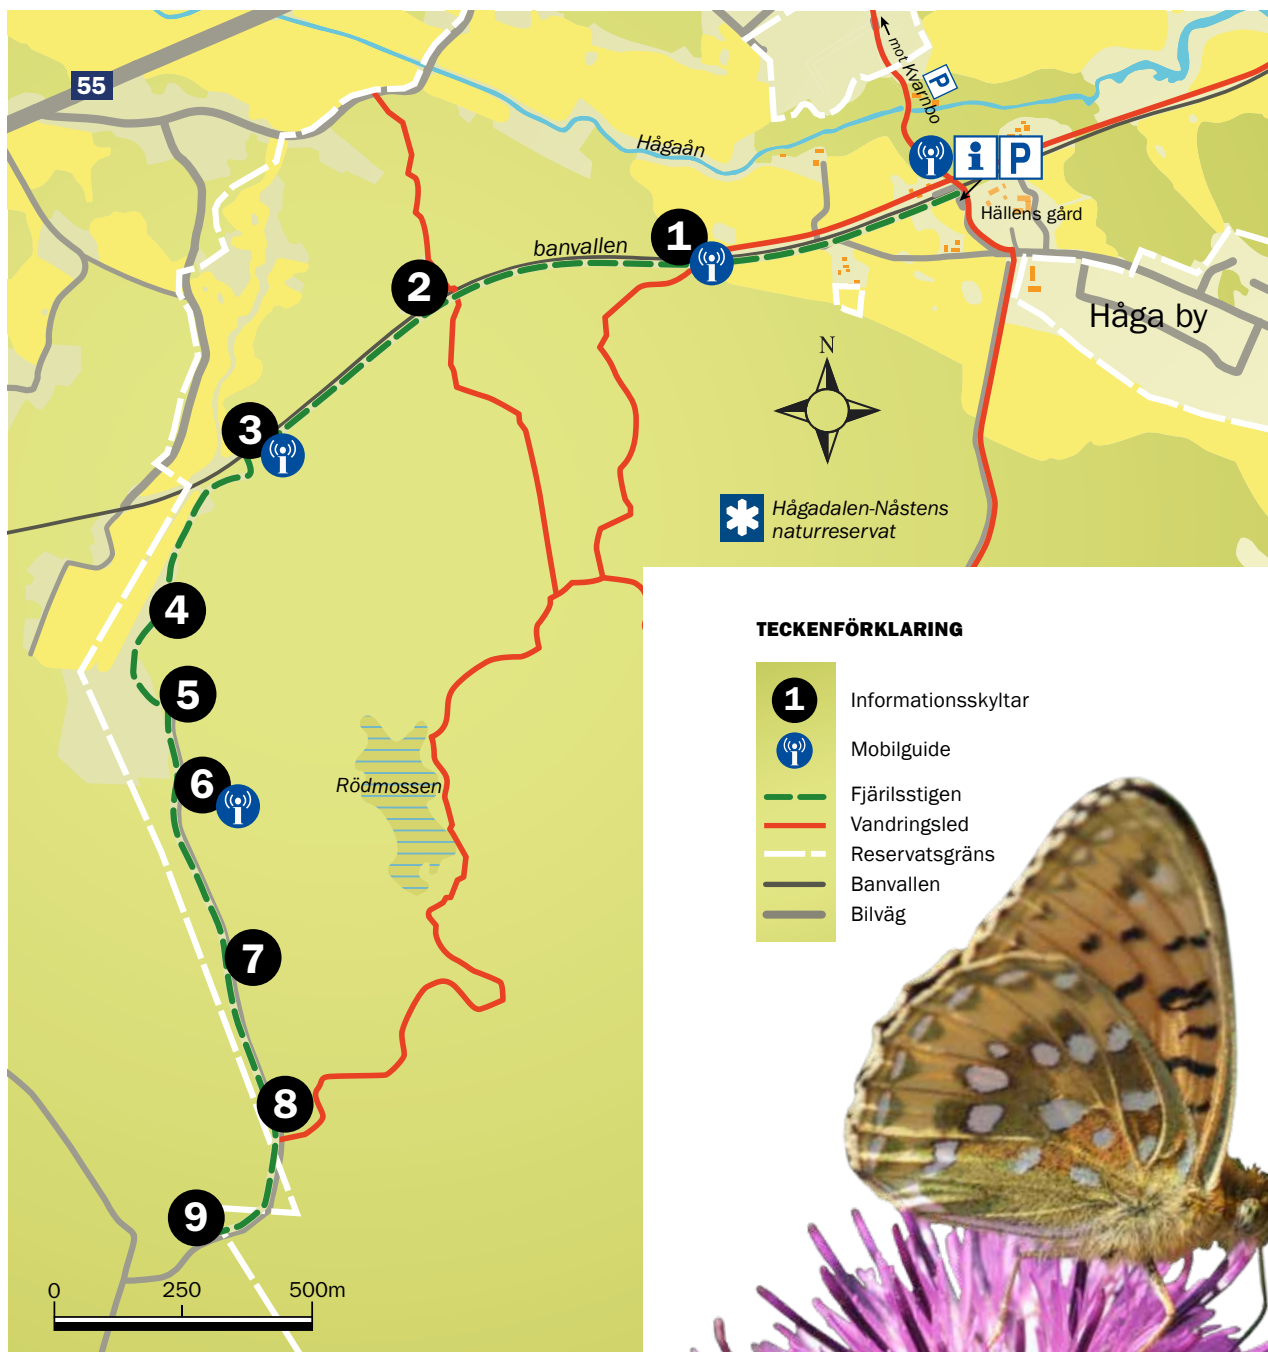 55
mot Kvarnbo
P
Hågaån
i
P
Hällens gård
1
banvallen
2
Håga by
N
3
Hågadalen-Nåstens
naturreservat
4
5
6
Rödmossen
7
8
9
0 250 500m
TECKENFÖRKLARING
1 Informationsskyltar
Mobilguide
Fjärilsstigen
Vandringsled
Reservatsgräns
Banvallen
Bilväg